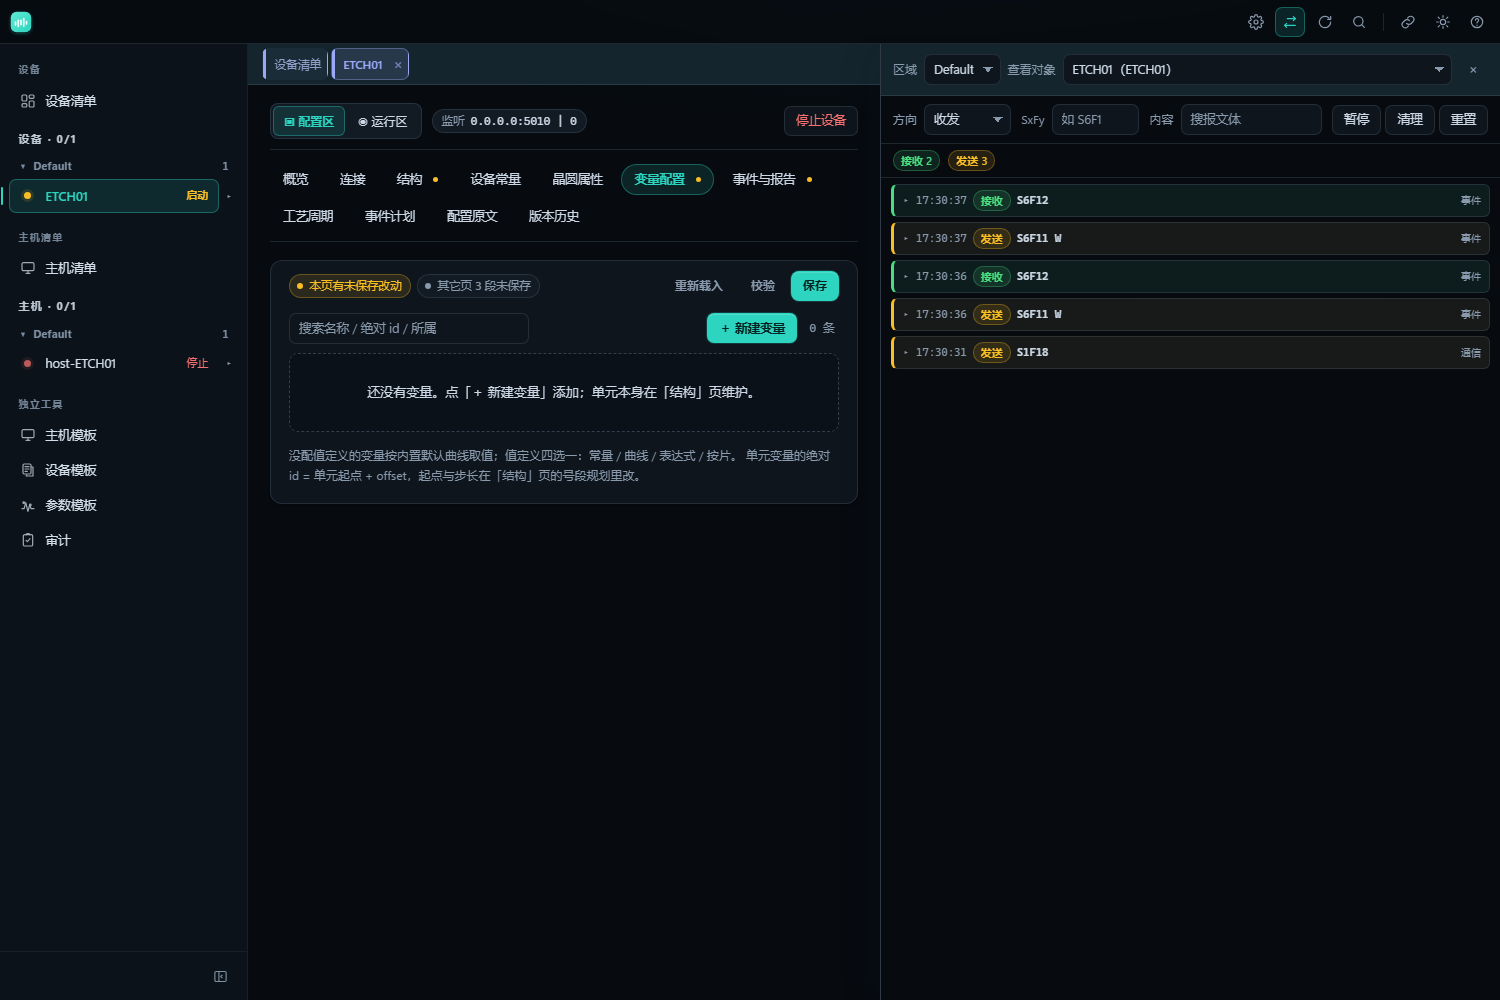 设备
设备清单
设备 · 0/1
Default 1
ETCH01 启动
主机清单
主机清单
主机 · 0/1
Default 1
host-ETCH01 停止
独立工具
主机模板
设备模板
参数模板
审计
设备清单 ETCH01 ×
配置区 运行区 监听 0.0.0.0:5010 | 0 停止设备
概览 连接 结构 设备常量 晶圆属性 变量配置 事件与报告
工艺周期 事件计划 配置原文 版本历史
本页有未保存改动 其它页 3 段未保存 重新载入 校验 保存
搜索名称 / 绝对 id / 所属 + 新建变量 0 条
还没有变量。点「+ 新建变量」添加；单元本身在「结构」页维护。
没配值定义的变量按内置默认曲线取值；值定义四选一：常量 / 曲线 / 表达式 / 按片。 单元变量的绝对
id = 单元起点 + offset，起点与步长在「结构」页的号段规划里改。
区域 Default 查看对象 ETCH01 (ETCH01) ×
方向 收发 SxFy 如 S6F1 内容 搜报文体 暂停 清理 重置
接收 2 发送 3
17:30:37 接收 S6F12 事件
17:30:37 发送 S6F11 W 事件
17:30:36 接收 S6F12 事件
17:30:36 发送 S6F11 W 事件
17:30:31 发送 S1F18 通信